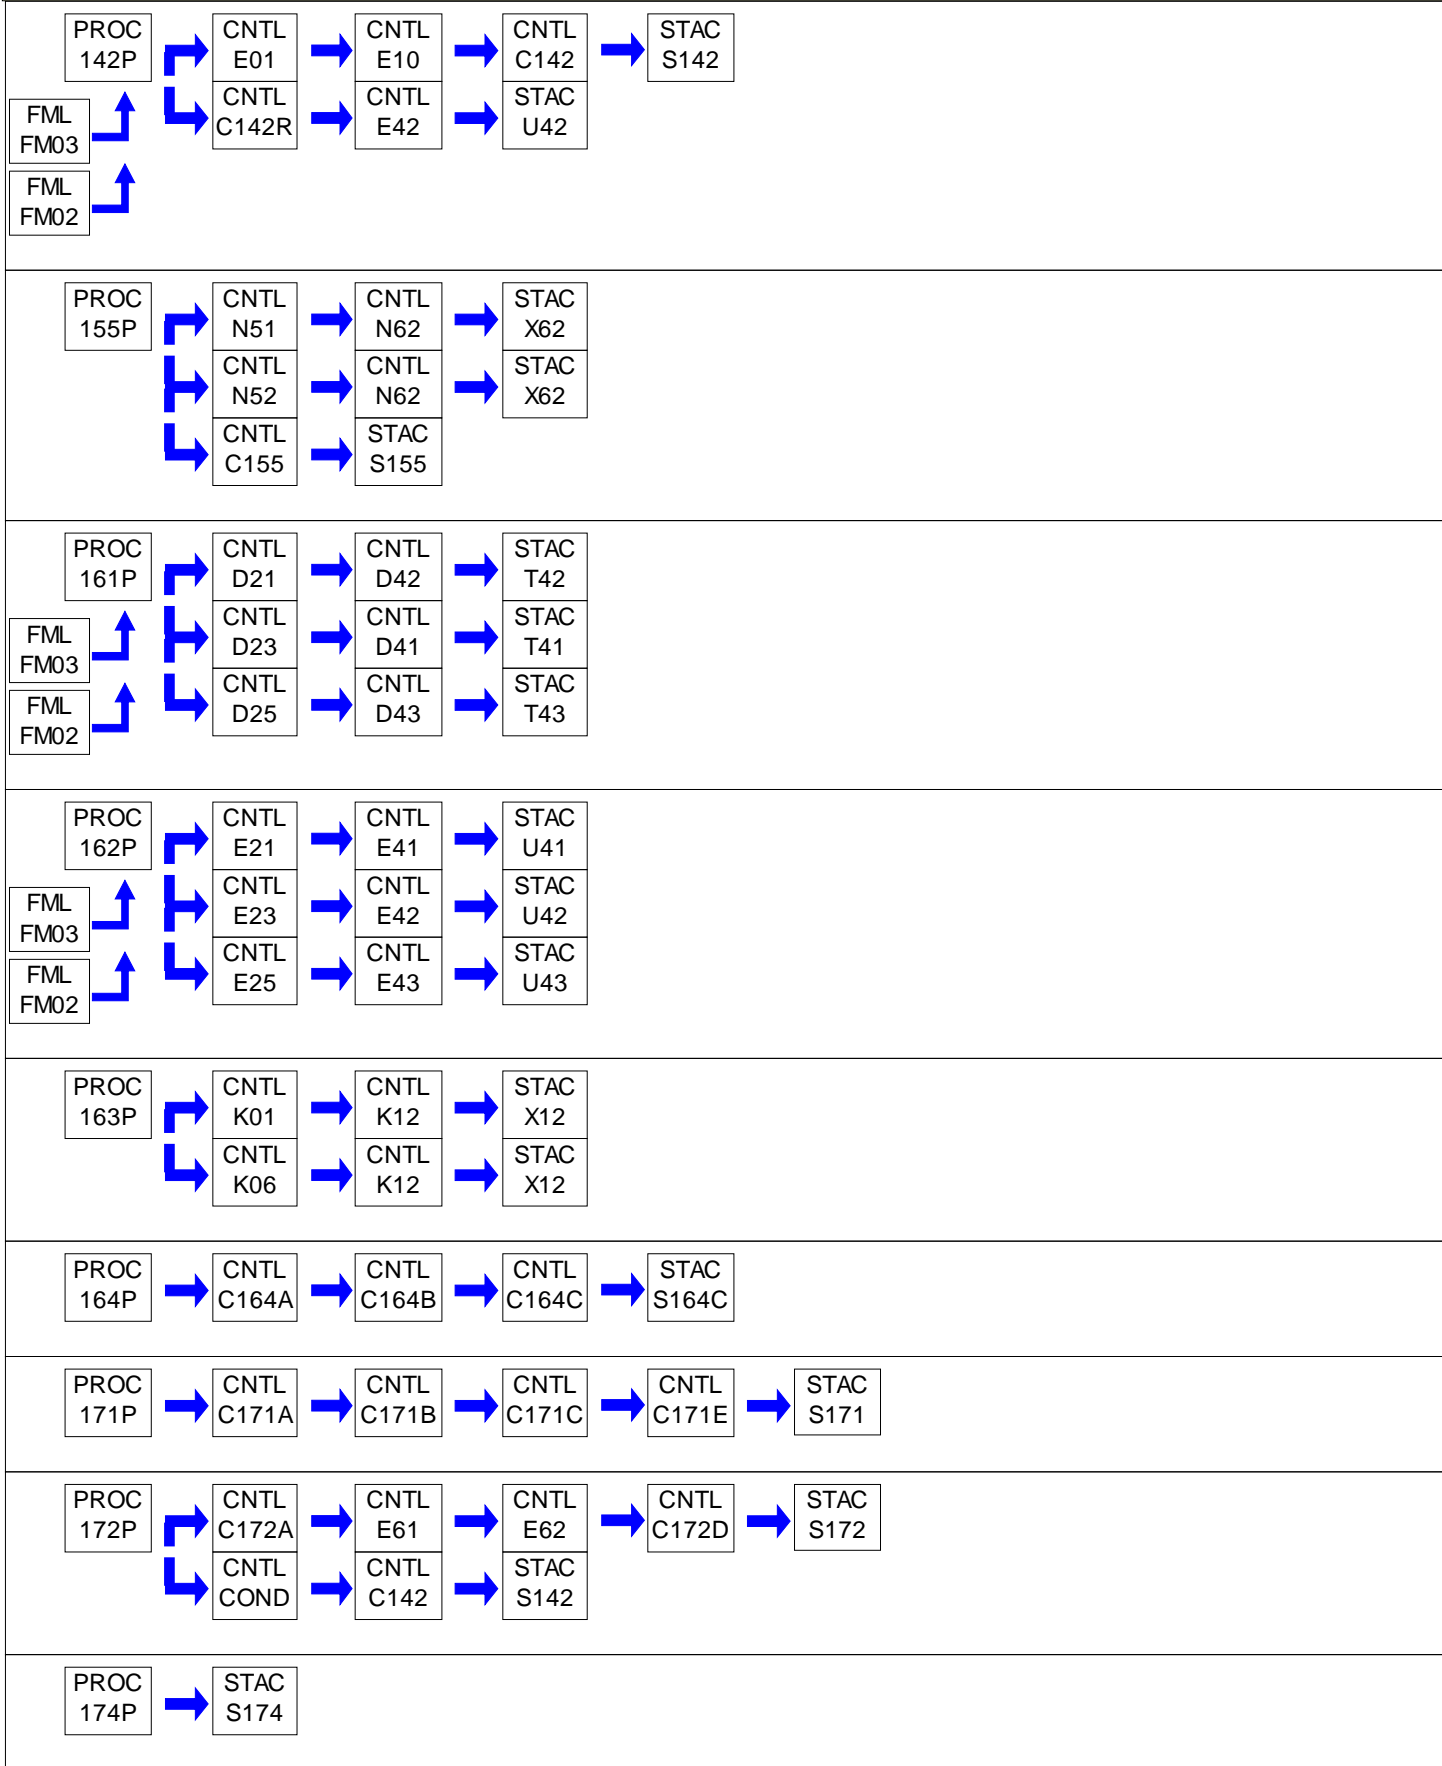 PROC
142P
CNTL
E01
CNTL
E10
CNTL
C142
STAC
S142
CNTL
C142R
CNTL
E42
STAC
U42
FML
FM03
FML
FM02
PROC
155P
CNTL
N51
CNTL
N62
STAC
X62
CNTL
N52
CNTL
N62
STAC
X62
CNTL
C155
STAC
S155
PROC
161P
CNTL
D21
CNTL
D42
STAC
T42
FML
FM03
CNTL
D23
CNTL
D41
STAC
T41
FML
FM02
CNTL
D25
CNTL
D43
STAC
T43
PROC
162P
CNTL
E21
CNTL
E41
STAC
U41
FML
FM03
CNTL
E23
CNTL
E42
STAC
U42
FML
FM02
CNTL
E25
CNTL
E43
STAC
U43
PROC
163P
CNTL
K01
CNTL
K12
STAC
X12
CNTL
K06
CNTL
K12
STAC
X12
PROC
164P
CNTL
C164A
CNTL
C164B
CNTL
C164C
STAC
S164C
PROC
171P
CNTL
C171A
CNTL
C171B
CNTL
C171C
CNTL
C171E
STAC
S171
PROC
172P
CNTL
C172A
CNTL
E61
CNTL
E62
CNTL
C172D
STAC
S172
CNTL
COND
CNTL
C142
STAC
S142
PROC
174P
STAC
S174